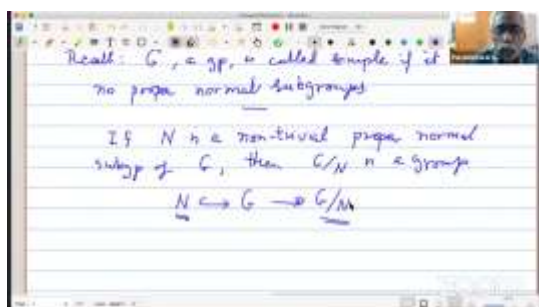 Recall: G, a gp, is called simple if it
no proper normal subgroups
If N is a non-trivial proper normal
subgp of G, then G/N is a group
N ↪ G → G/N